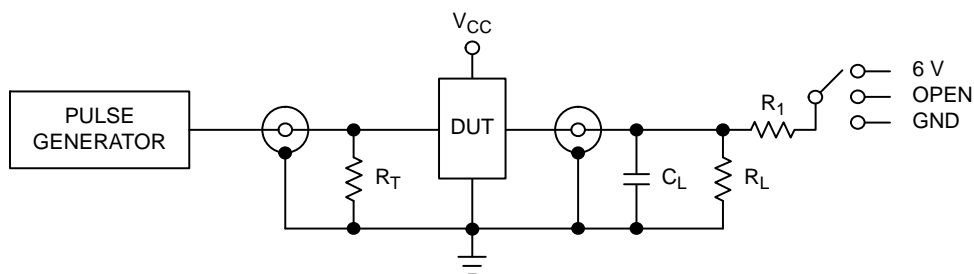 V_CC
PULSE
GENERATOR
R_T
DUT
C_L
R_L
R_1
6 V
OPEN
GND